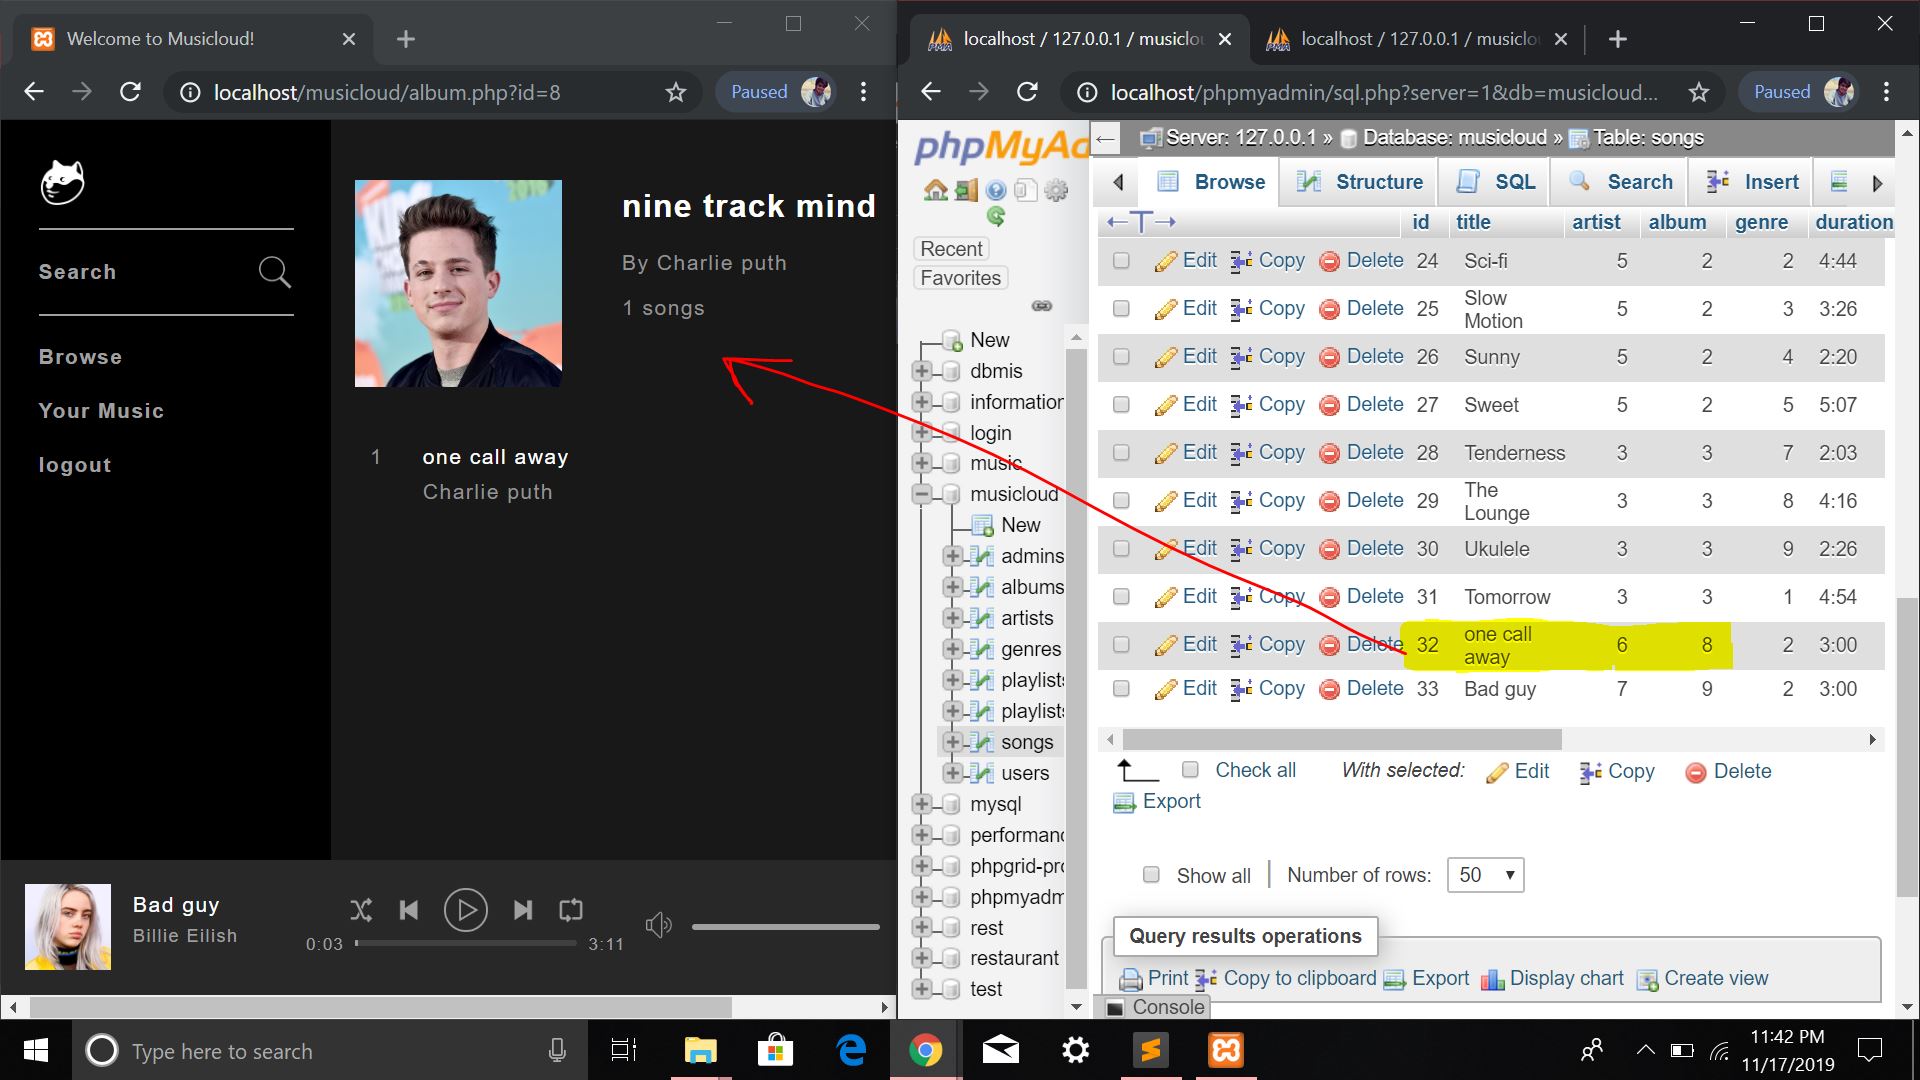 Welcome to Musicloud!
localhost/musicloud/album.php?id=8
Paused
Search
Browse
Your Music
logout
nine track mind
By Charlie puth
1 songs
1 one call away
Charlie puth
Bad guy
Billie Eilish
0:03
3:11
localhost / 127.0.0.1 / musiclou
localhost / 127.0.0.1 / musiclou
localhost/phpmyadmin/sql.php?server=1&db=musicloud...
Paused
phpMyAd
Recent
Favorites
New
dbmis
information
login
music
musicloud
New
admins
albums
artists
genres
playlists
playlists
songs
users
mysql
performanc
phpgrid-pro
phpmyadm
rest
restaurant
test
Server: 127.0.0.1 » Database: musicloud » Table: songs
Browse Structure SQL Search Insert
id title artist album genre duration
Edit Copy Delete 24 Sci-fi 5 2 2 4:44
Edit Copy Delete 25 Slow Motion 5 2 3 3:26
Edit Copy Delete 26 Sunny 5 2 4 2:20
Edit Copy Delete 27 Sweet 5 2 5 5:07
Edit Copy Delete 28 Tenderness 3 3 7 2:03
Edit Copy Delete 29 The Lounge 3 3 8 4:16
Edit Copy Delete 30 Ukulele 3 3 9 2:26
Edit Copy Delete 31 Tomorrow 3 3 1 4:54
Edit Copy Delete 32 one call away 6 8 2 3:00
Edit Copy Delete 33 Bad guy 7 9 2 3:00
Check all With selected: Edit Copy Delete
Export
Show all Number of rows: 50
Query results operations
Print Copy to clipboard Export Display chart Create view
Console
Type here to search
11:42 PM
11/17/2019